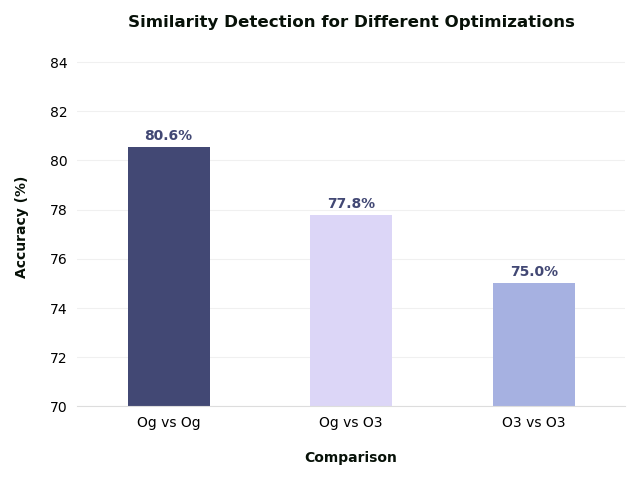 Similarity Detection for Different Optimizations
84
82
80
78
76
74
72
70
Accuracy (%)
80.6%
77.8%
75.0%
Og vs Og
Og vs O3
O3 vs O3
Comparison